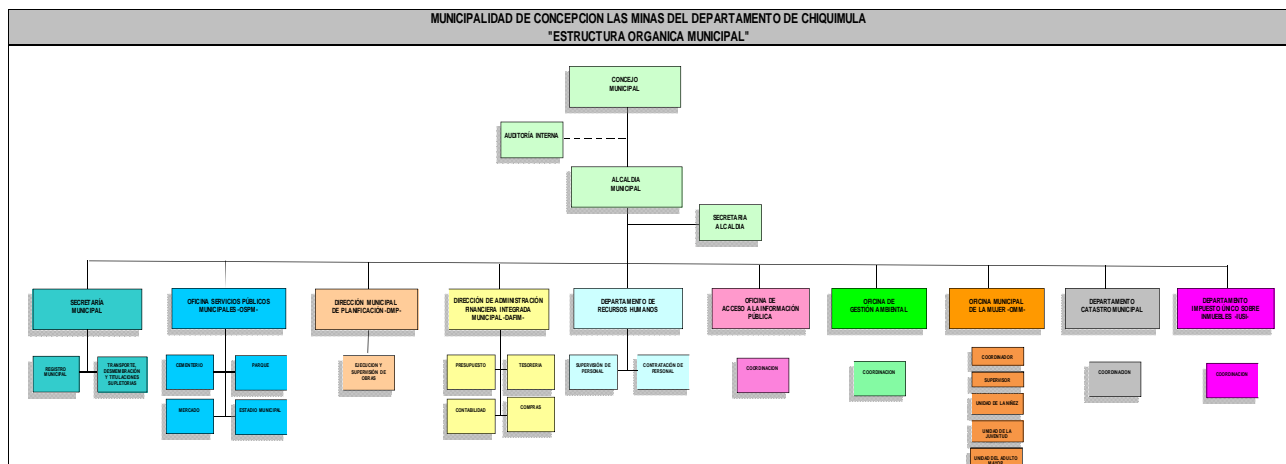 MUNICIPALIDAD DE CONCEPCION LAS MINAS DEL DEPARTAMENTO DE CHIQUIMULA
"ESTRUCTURA ORGANICA MUNICIPAL"
CONCEJO
MUNICIPAL
AUDITORÍA INTERNA
ALCALDIA
MUNICIPAL
SECRETARIA
ALCALDIA
SECRETARÍA
MUNICIPAL
OFICINA SERVICIOS PÚBLICOS
MUNICIPALES -OSPM-
DIRECCIÓN MUNICIPAL
DE PLANIFICACIÓN -DMP-
DIRECCIÓN DE ADMINISTRACIÓN
FINANCIERA INTEGRADA
MUNICIPAL -DAFIM-
DEPARTAMENTO DE
RECURSOS HUMANOS
OFICINA DE
ACCESO A LA INFORMACIÓN
PÚBLICA
OFICINA DE
GESTIÓN AMBIENTAL
OFICINA MUNICIPAL
DE LA MUJER -OMM-
DEPARTAMENTO
CATASTRO MUNICIPAL
DEPARTAMENTO
IMPUESTO ÚNICO SOBRE
INMUEBLES -IUSI-
REGISTRO
MUNICIPAL
TRANSPORTE,
DESMEMBRACIÓN
Y TITULACIONES
SUPLETORIAS
CEMENTERIO
PARQUE
MERCADO
ESTADIO MUNICIPAL
EJECUCION Y
SUPERVISIÓN DE
OBRAS
PRESUPUESTO
TESORERIA
CONTABILIDAD
COMPRAS
SUPERVISIÓN DE
PERSONAL
CONTRATACIÓN DE
PERSONAL
COORDINACION
COORDINACION
COORDINADOR
SUPERVISOR
UNIDAD DE LA NIÑEZ
UNIDAD DE LA
JUVENTUD
UNIDAD DEL ADULTO
MAYOR
COORDINACION
COORDINACION